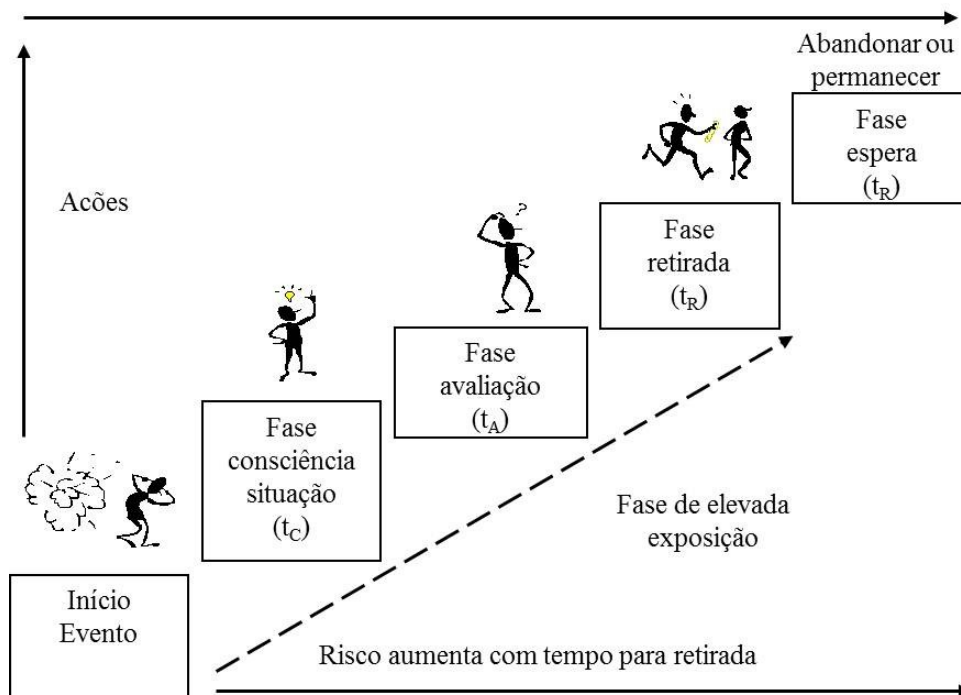 Abandonar ou
permanecer
Fase
espera
(tR)
Acões
Fase
retirada
(tR)
?
Fase
avaliação
(tA)
Fase
consciência
situação
(tC)
Fase de elevada
exposição
Início
Evento
Risco aumenta com tempo para retirada